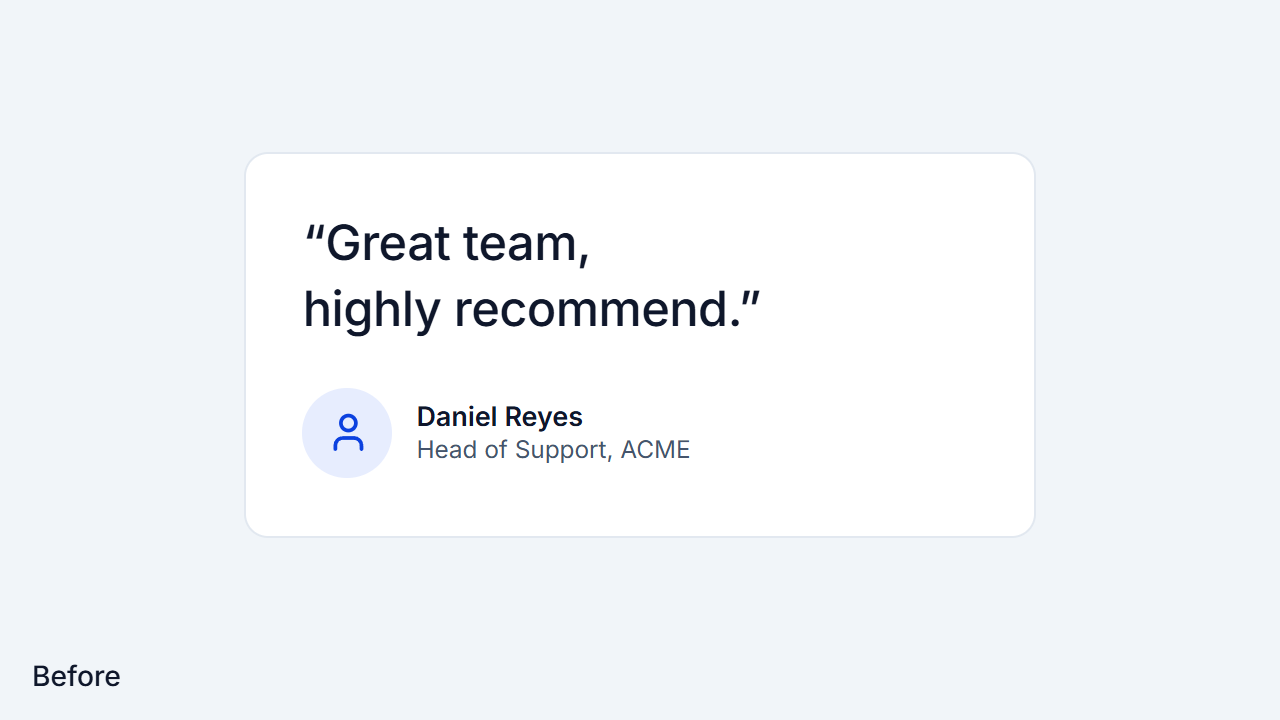 “Great team,
highly recommend.”
Daniel Reyes
Head of Support, ACME
Before